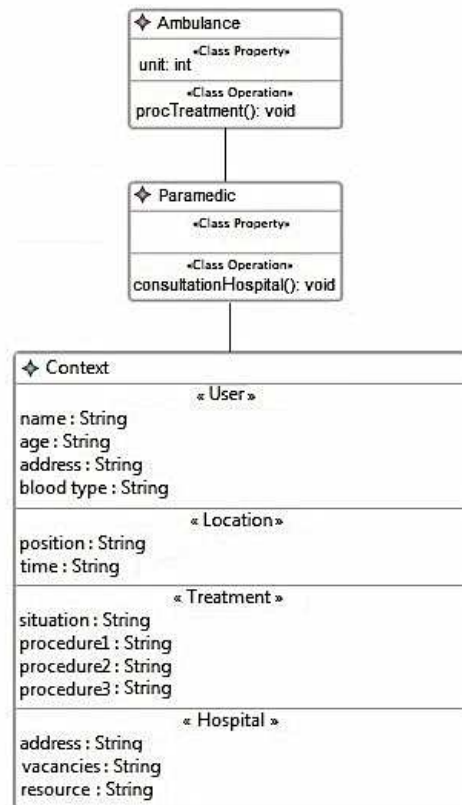 Ambulance
«Class Property»
unit: int
«Class Operation»
procTreatment(): void
Paramedic
«Class Property»
«Class Operation»
consultationHospital(): void
Context
« User »
name : String
age : String
address : String
blood type : String
« Location»
position : String
time : String
« Treatment »
situation : String
procedure1 : String
procedure2 : String
procedure3 : String
« Hospital »
address : String
vacancies : String
resource : String